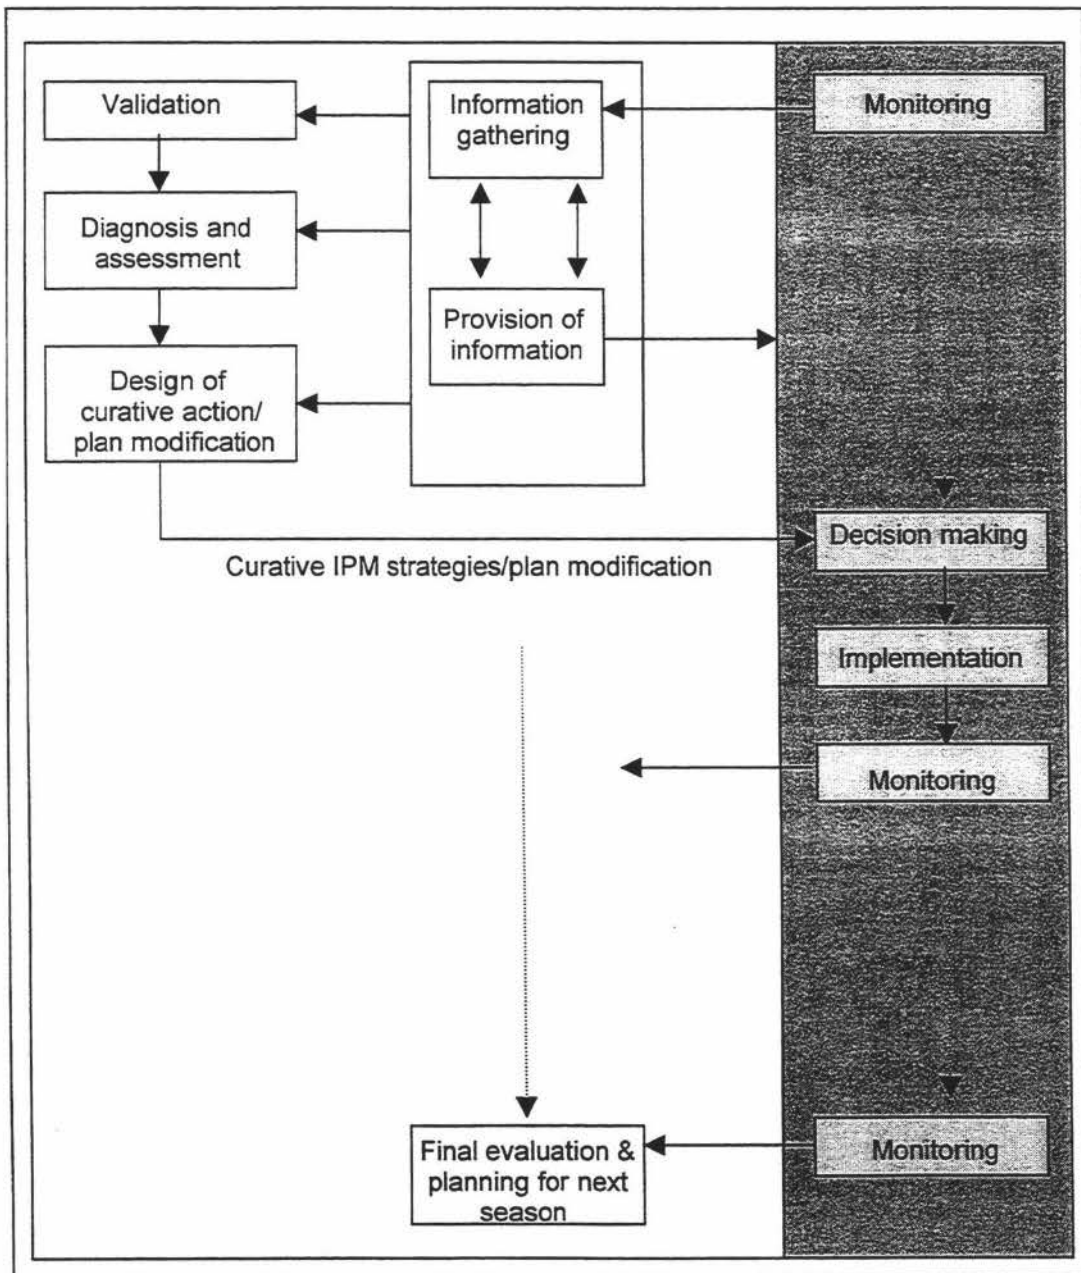 Validation
Information
gathering
Monitoring
Diagnosis and
assessment
Provision of
information
Design of
curative action/
plan modification
Decision making
Curative IPM strategies/plan modification
Implementation
Monitoring
Final evaluation &
planning for next
season
Monitoring